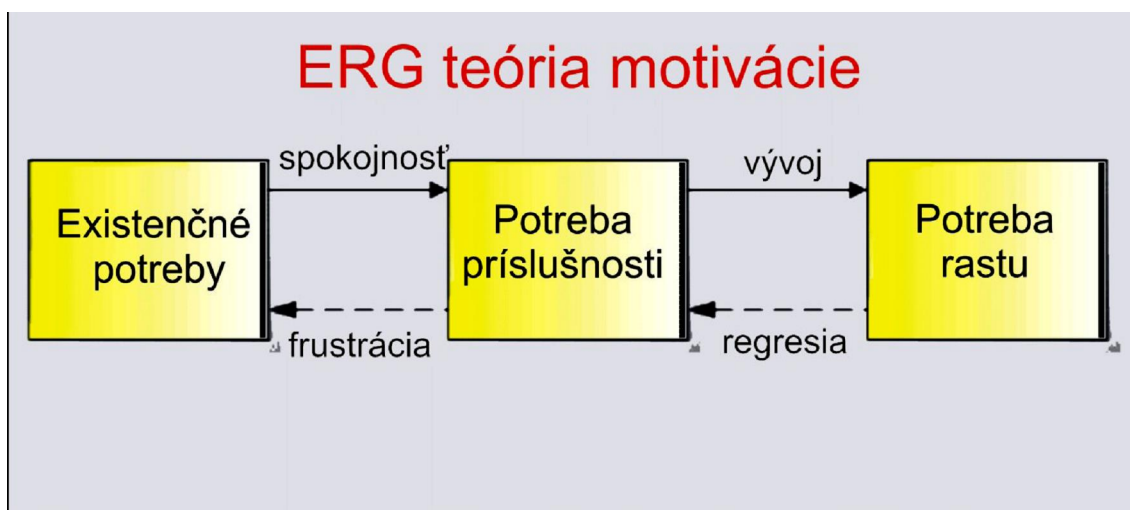 ERG teória motivácie
spokojnosť
vývoj
Existenčné
potreby
Potreba
príslušnosti
Potreba
rastu
frustrácia
regresia